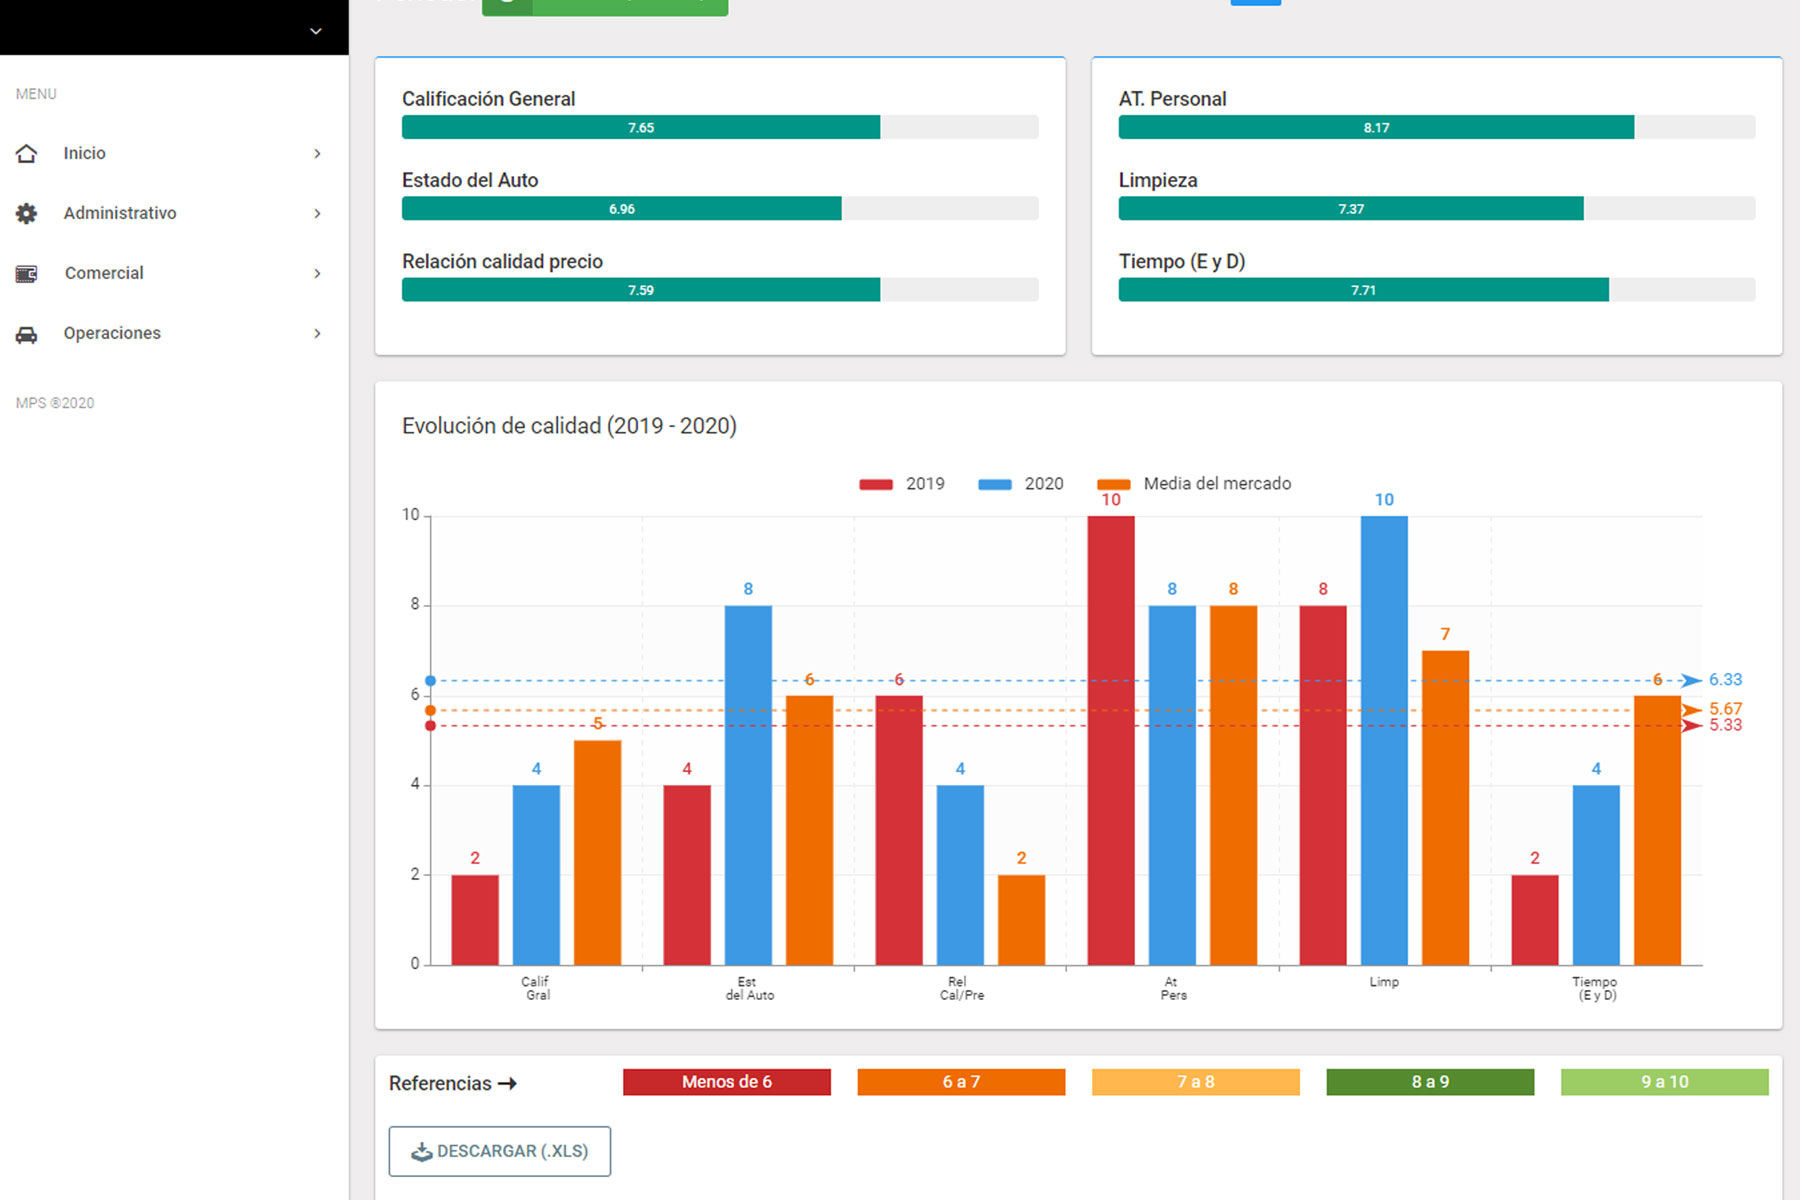 MENU
Inicio
Administrativo
Comercial
Operaciones
MPS ®2020
Calificación General
7.65
Estado del Auto
6.96
Relación calidad precio
7.59
AT. Personal
8.17
Limpieza
7.37
Tiempo (E y D)
7.71
Evolución de calidad (2019 - 2020)
2019 2020 Media del mercado
10
8
6
4
2
0
2 4 5
4 8 6
6 4 2
10 8 8
8 10 7
2 4 6
6.33
5.67
5.33
Calif
Gral
Est
del Auto
Rel
Cal/Pre
At
Pers
Limp
Tiempo
(E y D)
Referencias
Menos de 6
6 a 7
7 a 8
8 a 9
9 a 10
DESCARGAR (.XLS)